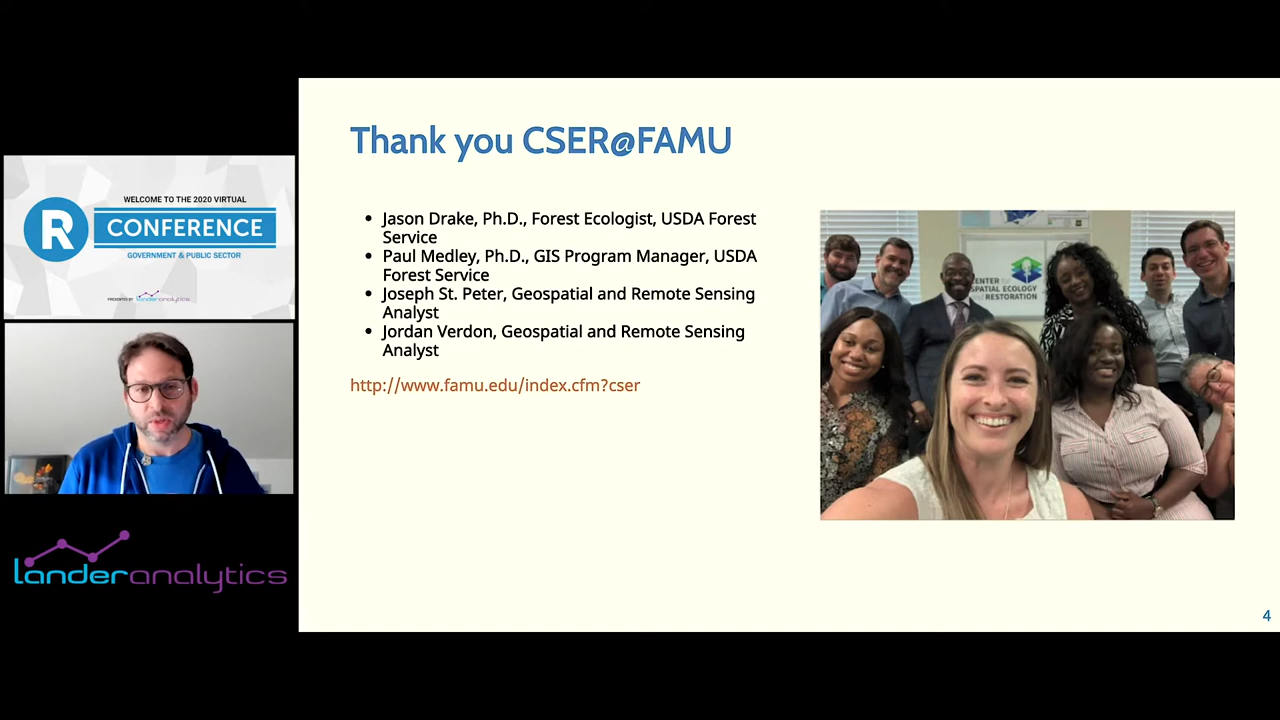 WELCOME TO THE 2020 VIRTUAL
R
CONFERENCE
GOVERNMENT & PUBLIC SECTOR
PRESENTED BY landeranalytics
landeranalytics
Thank you CSER@FAMU
• Jason Drake, Ph.D., Forest Ecologist, USDA Forest
Service
• Paul Medley, Ph.D., GIS Program Manager, USDA
Forest Service
• Joseph St. Peter, Geospatial and Remote Sensing
Analyst
• Jordan Verdon, Geospatial and Remote Sensing
Analyst
http://www.famu.edu/index.cfm?cser
CENTER
SPATIAL ECOLOGY
RESTORATION
4